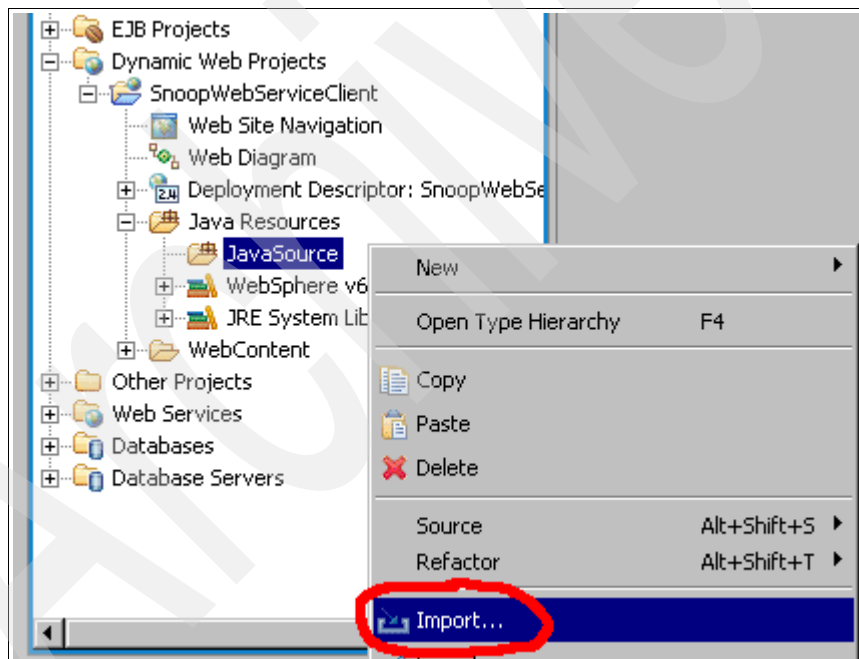 EJB Projects
Dynamic Web Projects
SnoopWebServiceClient
Web Site Navigation
Web Diagram
2.4 Deployment Descriptor: SnoopWebSe
Java Resources
JavaSource
WebSphere v6
JRE System Lib
WebContent
Other Projects
Web Services
Databases
Database Servers
New
Open Type Hierarchy F4
Copy
Paste
Delete
Source Alt+Shift+S
Refactor Alt+Shift+T
Import...